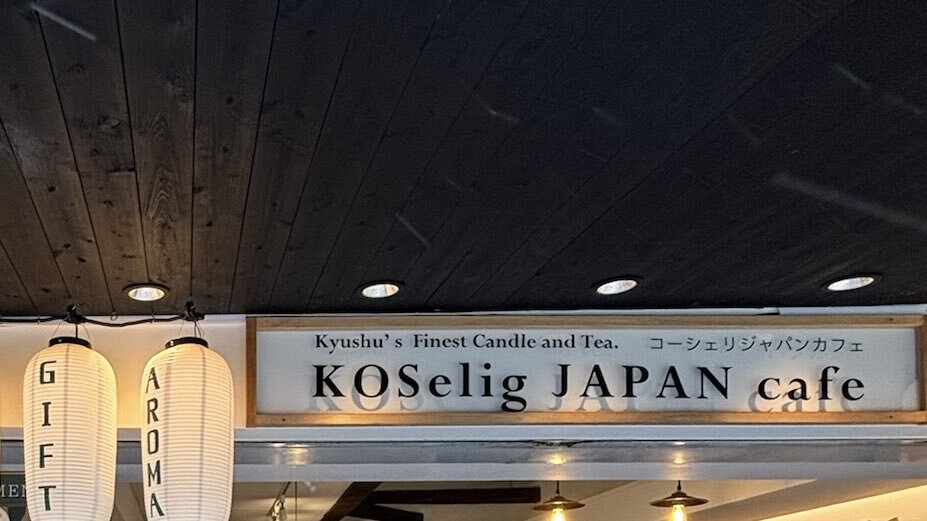 Kyushu's Finest Candle and Tea. コーシェリジャパンカフェ
KOSelig JAPAN cafe
GIFT
AROMA